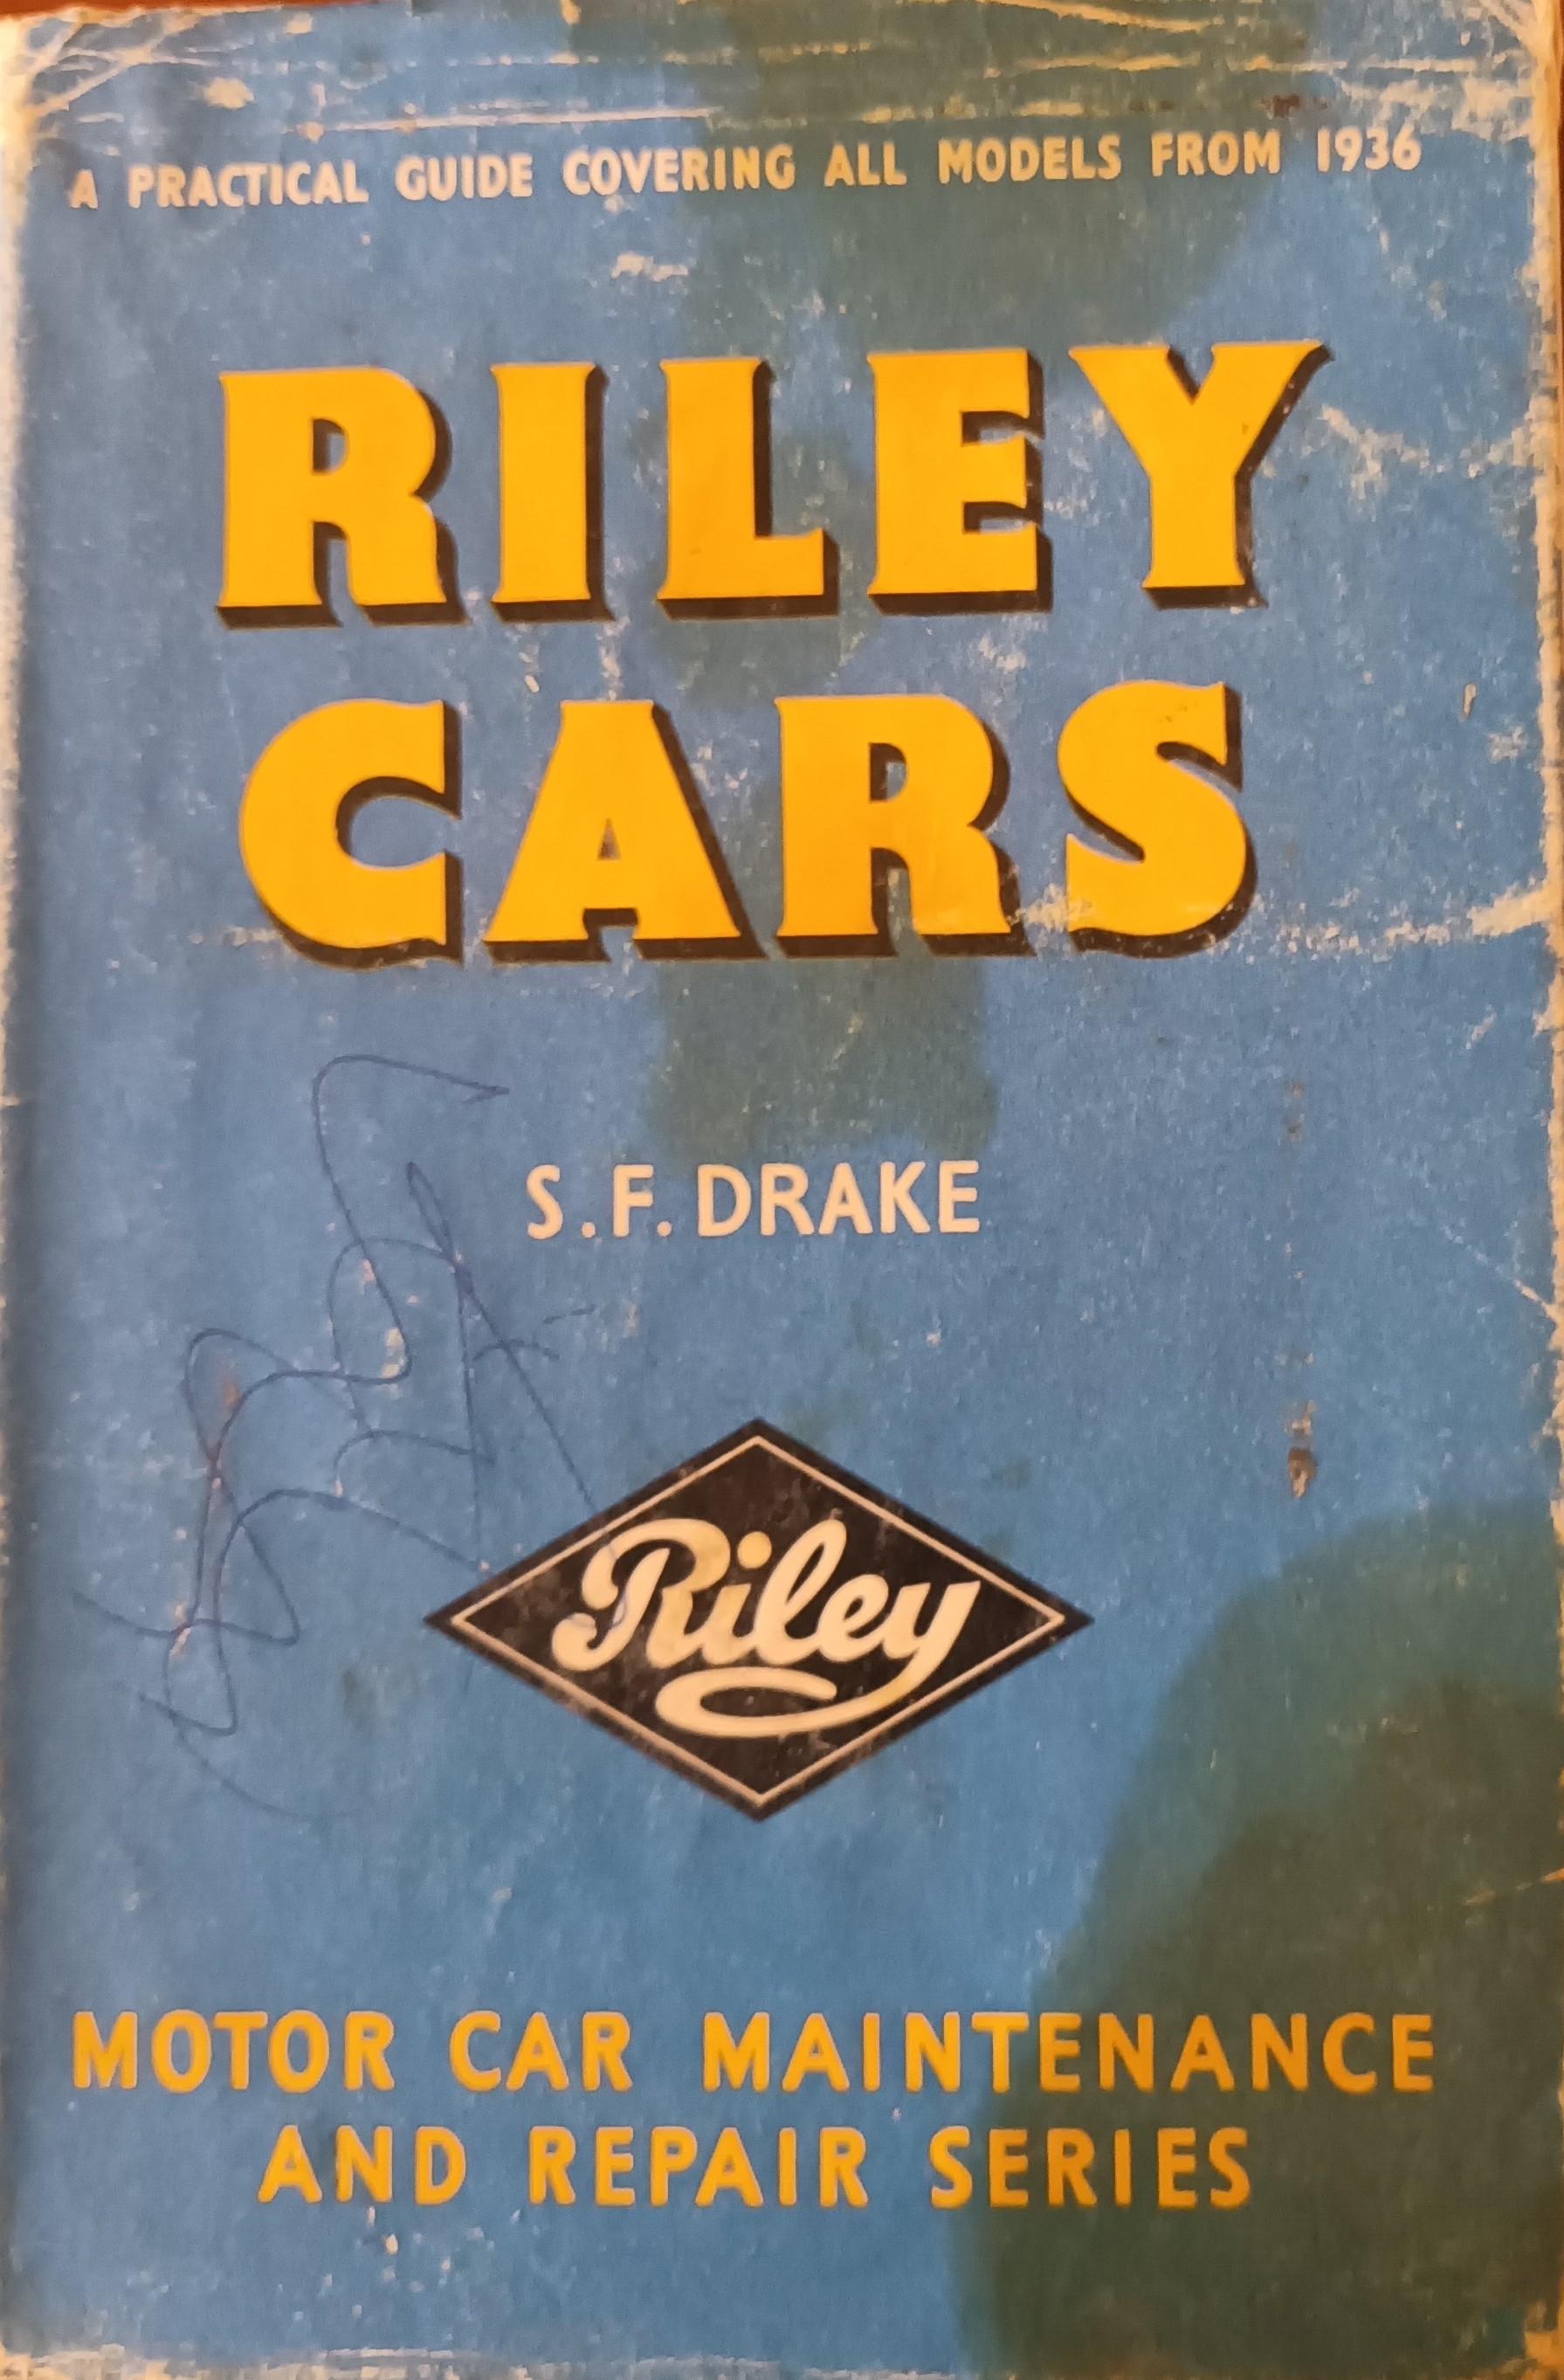 A PRACTICAL GUIDE COVERING ALL MODELS FROM 1936
RILEY
CARS
S.F. DRAKE
Riley
MOTOR CAR MAINTENANCE
AND REPAIR SERIES